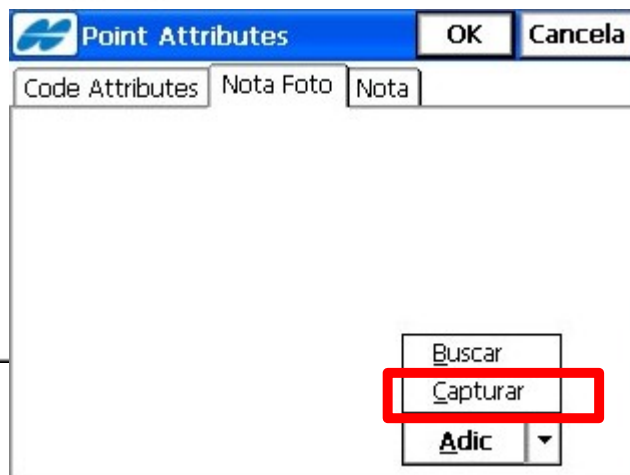 Point Attributes OK Cancela
Code Attributes Nota Foto Nota
Buscar
Capturar
Adic